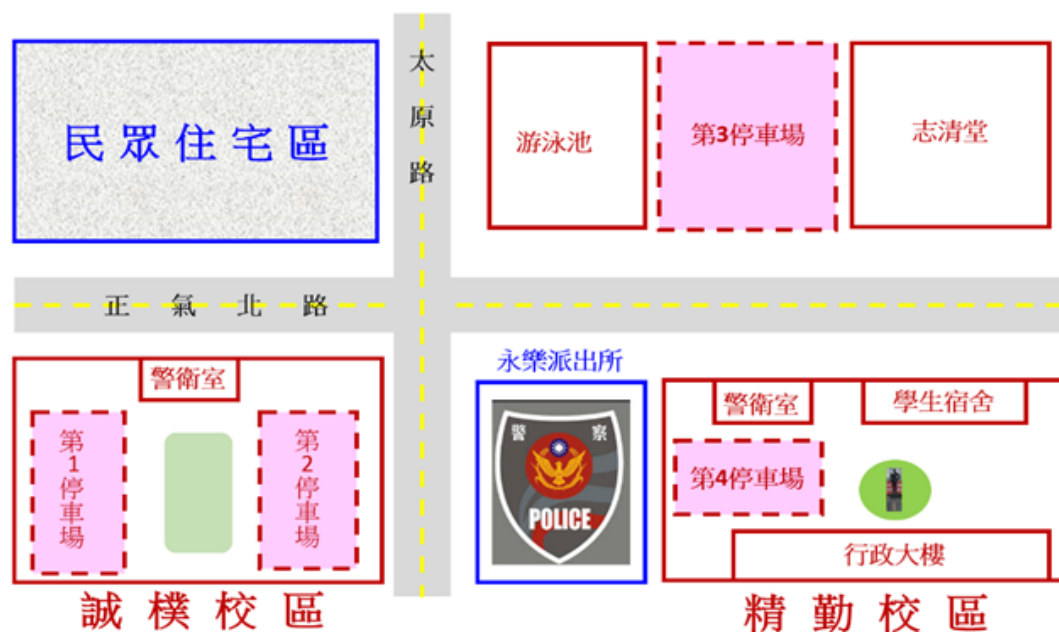 太原路
民眾住宅區
游泳池
第3停車場
志清堂
正氣北路
警衛室
第1停車場
第2停車場
誠樸校區
永樂派出所
警察
POLICE
警衛室
學生宿舍
第4停車場
行政大樓
精勤校區